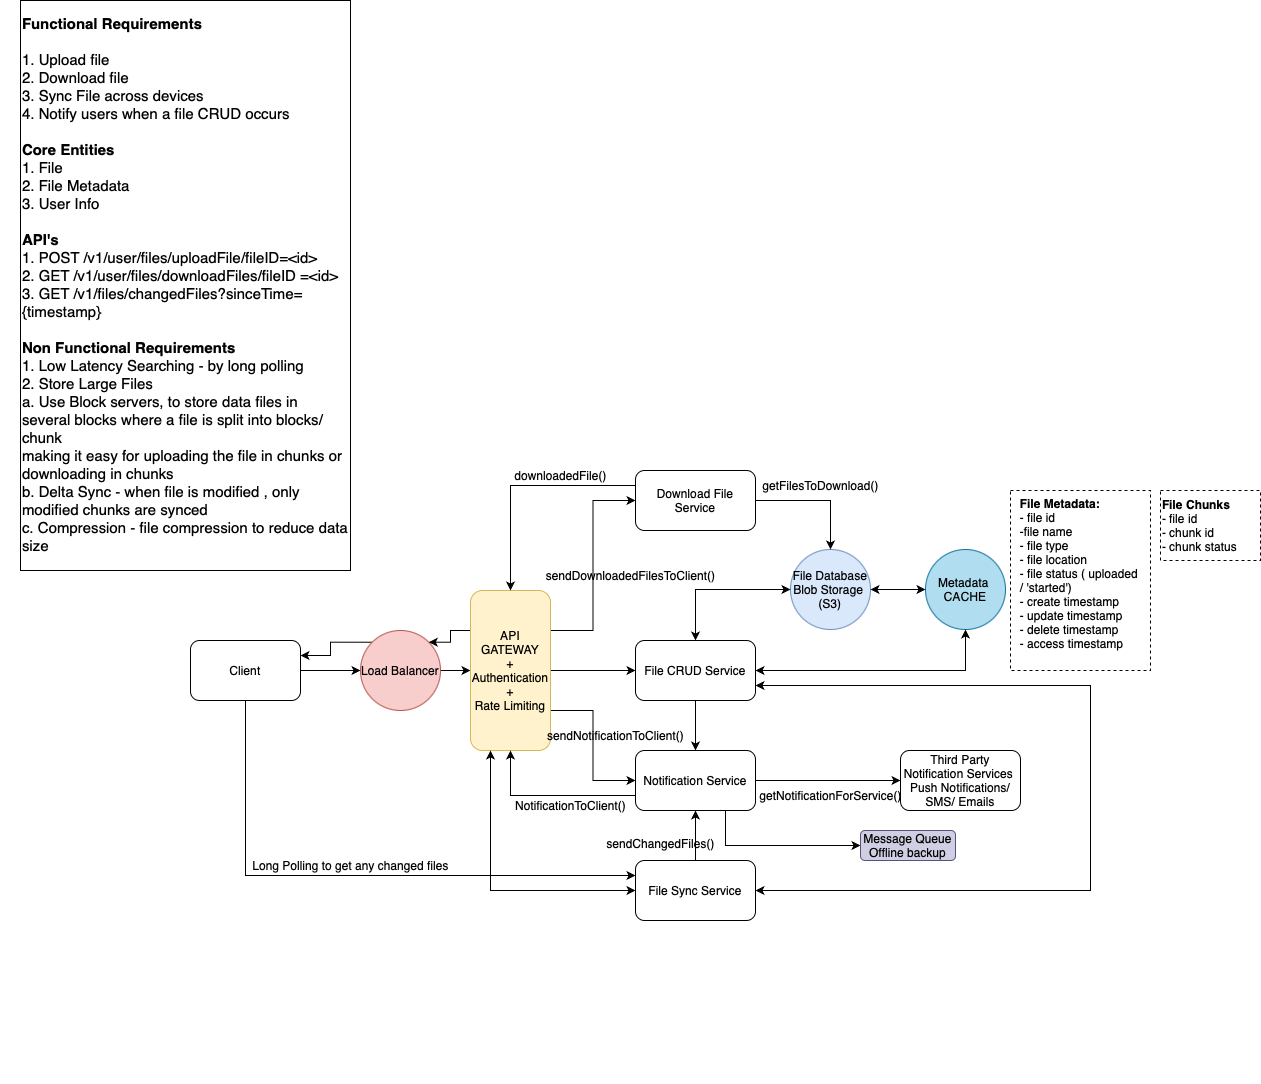 Functional Requirements
1. Upload file
2. Download file
3. Sync File across devices
4. Notify users when a file CRUD occurs
Core Entities
1. File
2. File Metadata
3. User Info
API's
1. POST /v1/user/files/uploadFile/fileID=<id>
2. GET /v1/user/files/downloadFiles/fileID =<id>
3. GET /v1/files/changedFiles?sinceTime=
{timestamp}
Non Functional Requirements
1. Low Latency Searching - by long polling
2. Store Large Files
a. Use Block servers, to store data files in
several blocks where a file is split into blocks/
chunk
making it easy for uploading the file in chunks or
downloading in chunks
b. Delta Sync - when file is modified , only
modified chunks are synced
c. Compression - file compression to reduce data
size
downloadedFile()
Download File
Service
getFilesToDownload()
File Metadata:
- file id
-file name
- file type
- file location
- file status ( uploaded
/ 'started')
- create timestamp
- update timestamp
- delete timestamp
- access timestamp
File Chunks
- file id
- chunk id
- chunk status
sendDownloadedFilesToClient()
File Database
Blob Storage
(S3)
Metadata
CACHE
Client
Load Balancer
API
GATEWAY
+
Authentication
+
Rate Limiting
File CRUD Service
sendNotificationToClient()
Notification Service
NotificationToClient()
getNotificationForService()
Third Party
Notification Services
Push Notifications/
SMS/ Emails
sendChangedFiles()
Message Queue
Offline backup
Long Polling to get any changed files
File Sync Service